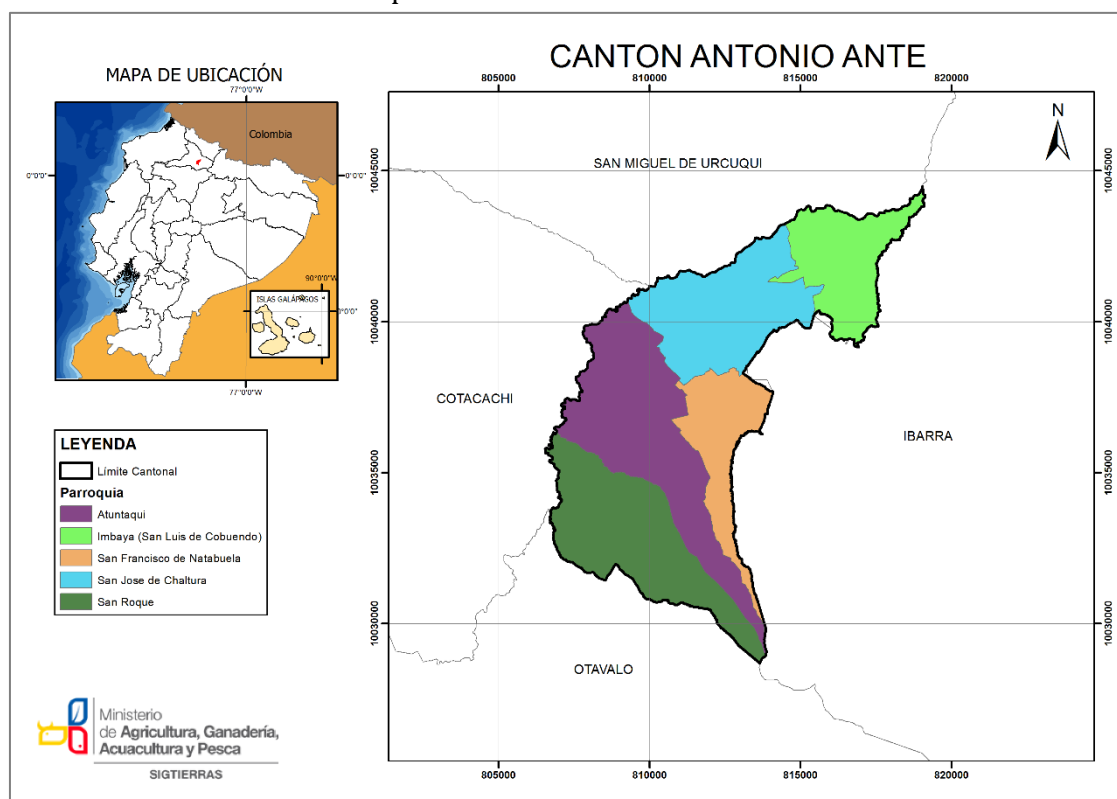 CANTON ANTONIO ANTE
MAPA DE UBICACIÓN
77°0'0"W
Colombia
0°0'0"
0°0'0"
90°0'0"W
ISLAS GALÁPAGOS
0°0'0"
77°0'0"W
805000
810000
815000
820000
N
SAN MIGUEL DE URCUQUI
10045000
10045000
10040000
10040000
COTACACHI
IBARRA
10035000
10035000
10030000
10030000
OTAVALO
805000
810000
815000
820000
LEYENDA
Límite Cantonal
Parroquia
Atuntaqui
Imbaya (San Luis de Cobuendo)
San Francisco de Natabuela
San Jose de Chaltura
San Roque
Ministerio
de Agricultura, Ganadería,
Acuacultura y Pesca
SIGTIERRAS